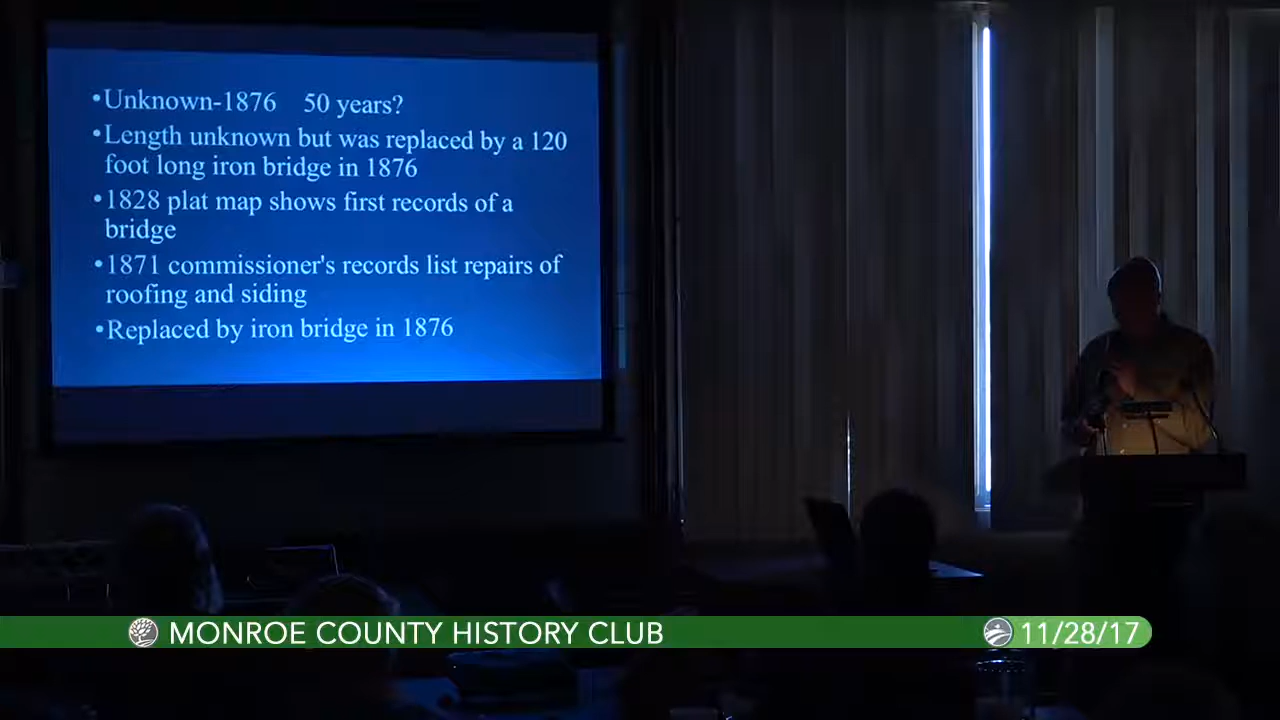 •Unknown-1876 50 years?
•Length unknown but was replaced by a 120
foot long iron bridge in 1876
•1828 plat map shows first records of a
bridge
•1871 commissioner's records list repairs of
roofing and siding
•Replaced by iron bridge in 1876
MONROE COUNTY HISTORY CLUB
11/28/17